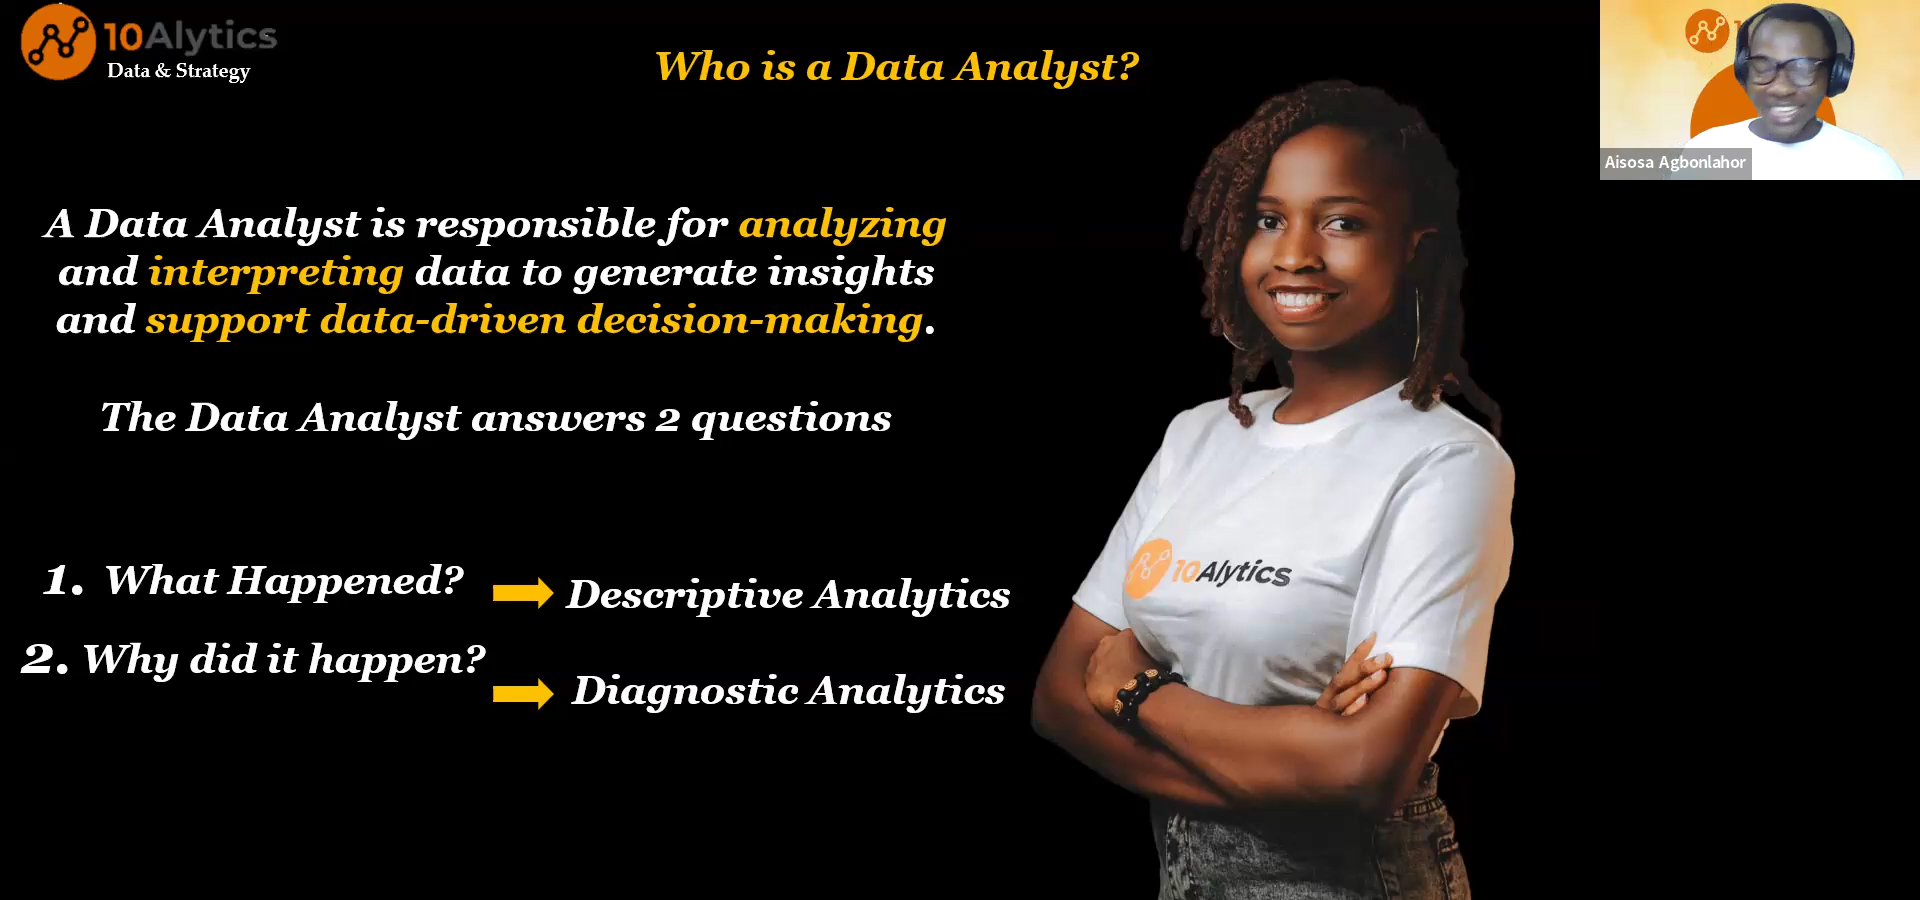 10Alytics
Data & Strategy
Who is a Data Analyst?
Aisosa Agbonlahor
A Data Analyst is responsible for analyzing
and interpreting data to generate insights
and support data-driven decision-making.
The Data Analyst answers 2 questions
1. What Happened?
Descriptive Analytics
2. Why did it happen?
Diagnostic Analytics
10Alytics